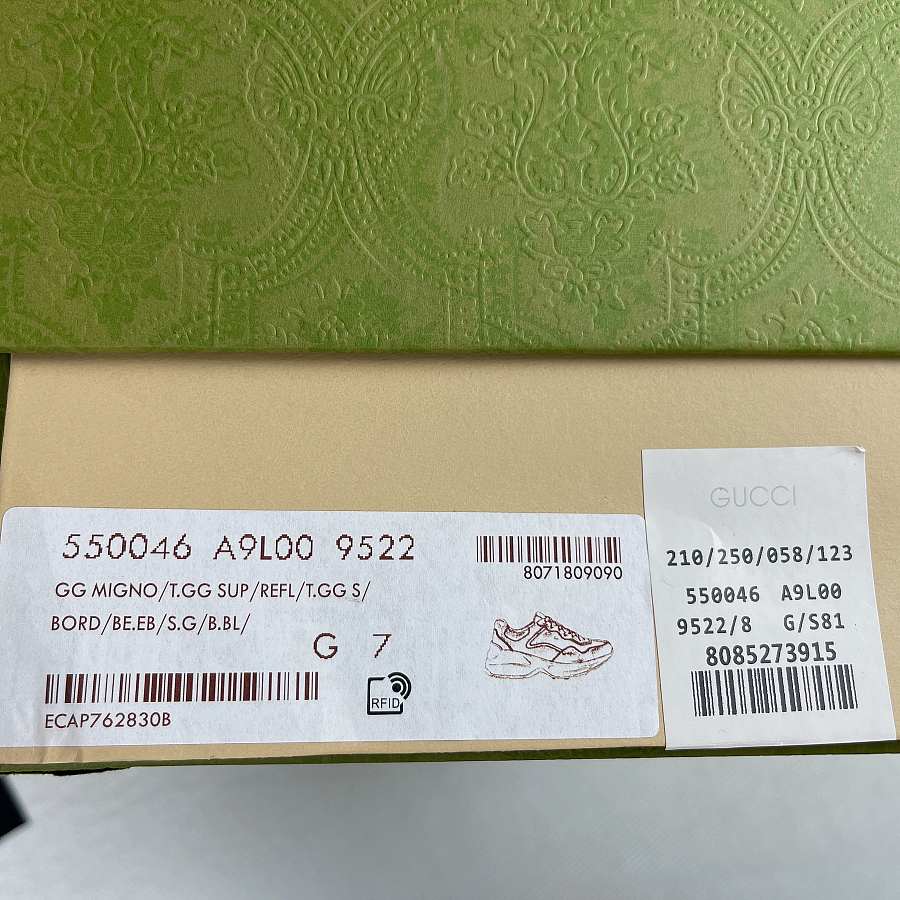 550046 A9L00 9522
8071809090
GG MIGNO/T.GG SUP/REFL/T.GG S/
BORD/BE.EB/S.G/B.BL/
G 7
RFID
ECAP762830B
GUCCI
210/250/058/123
550046 A9L00
9522/8 G/S81
8085273915